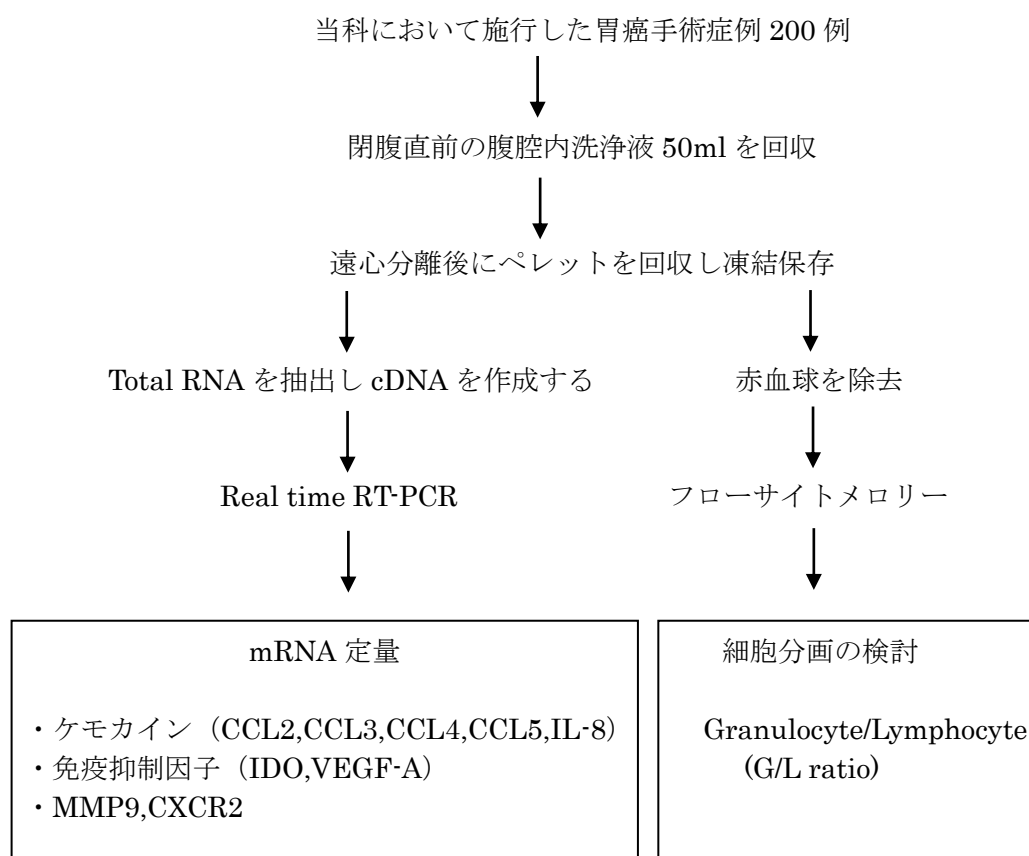 当科において施行した胃癌手術症例 200 例
閉腹直前の腹腔内洗浄液 50ml を回収
遠心分離後にペレットを回収し凍結保存
Total RNA を抽出し cDNA を作成する
赤血球を除去
Real time RT-PCR
フローサイトメロリー
mRNA 定量
・ケモカイン（CCL2,CCL3,CCL4,CCL5,IL-8）
・免疫抑制因子（IDO,VEGF-A）
・MMP9,CXCR2
細胞分画の検討
Granulocyte/Lymphocyte
(G/L ratio)